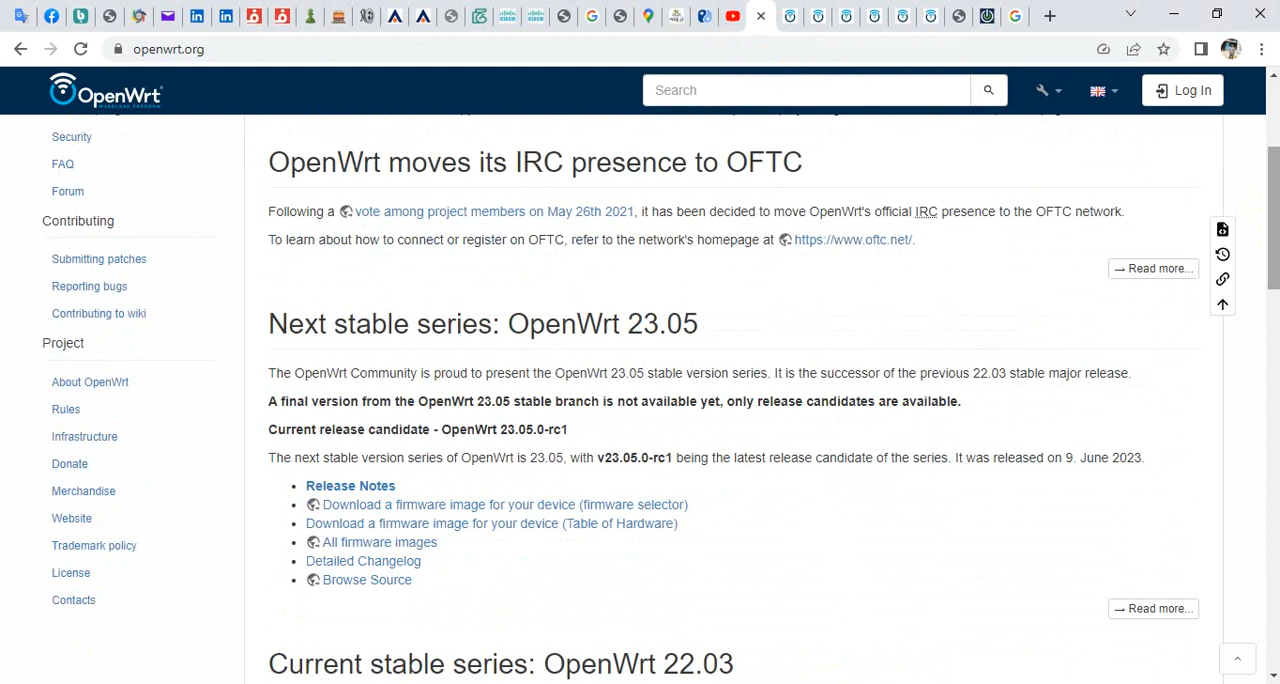 openwrt.org
OpenWrt
WIRELESS FREEDOM
Search
Log In
Security
FAQ
Forum
Contributing
Submitting patches
Reporting bugs
Contributing to wiki
Project
About OpenWrt
Rules
Infrastructure
Donate
Merchandise
Website
Trademark policy
License
Contacts
OpenWrt moves its IRC presence to OFTC
Following a vote among project members on May 26th 2021, it has been decided to move OpenWrt's official IRC presence to the OFTC network.
To learn about how to connect or register on OFTC, refer to the network's homepage at https://www.oftc.net/.
→ Read more...
Next stable series: OpenWrt 23.05
The OpenWrt Community is proud to present the OpenWrt 23.05 stable version series. It is the successor of the previous 22.03 stable major release.
A final version from the OpenWrt 23.05 stable branch is not available yet, only release candidates are available.
Current release candidate - OpenWrt 23.05.0-rc1
The next stable version series of OpenWrt is 23.05, with v23.05.0-rc1 being the latest release candidate of the series. It was released on 9. June 2023.
• Release Notes
• Download a firmware image for your device (firmware selector)
• Download a firmware image for your device (Table of Hardware)
• All firmware images
• Detailed Changelog
• Browse Source
→ Read more...
Current stable series: OpenWrt 22.03